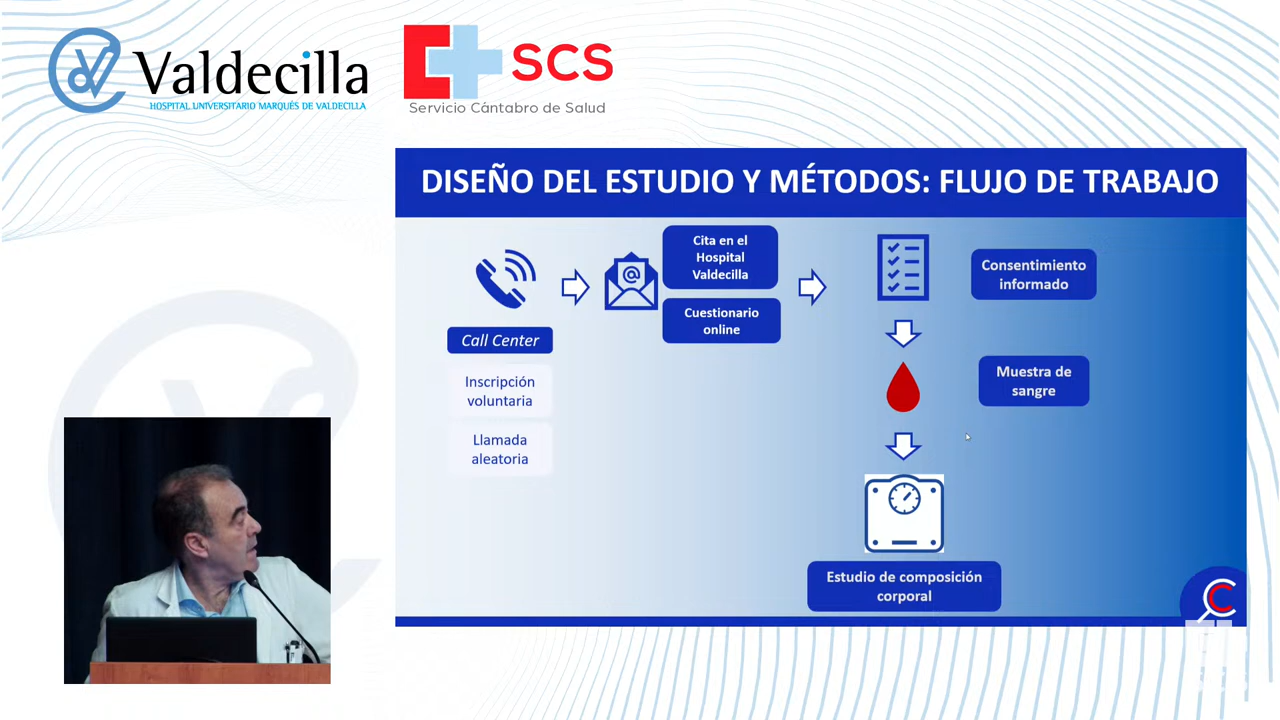 Valdecilla
HOSPITAL UNIVERSITARIO MARQUÉS DE VALDECILLA
SCS
Servicio Cántabro de Salud
DISEÑO DEL ESTUDIO Y MÉTODOS: FLUJO DE TRABAJO
Call Center
Inscripción
voluntaria
Llamada
aleatoria
@
Cita en el
Hospital
Valdecilla
Cuestionario
online
Consentimiento
informado
Muestra de
sangre
Estudio de composición
corporal